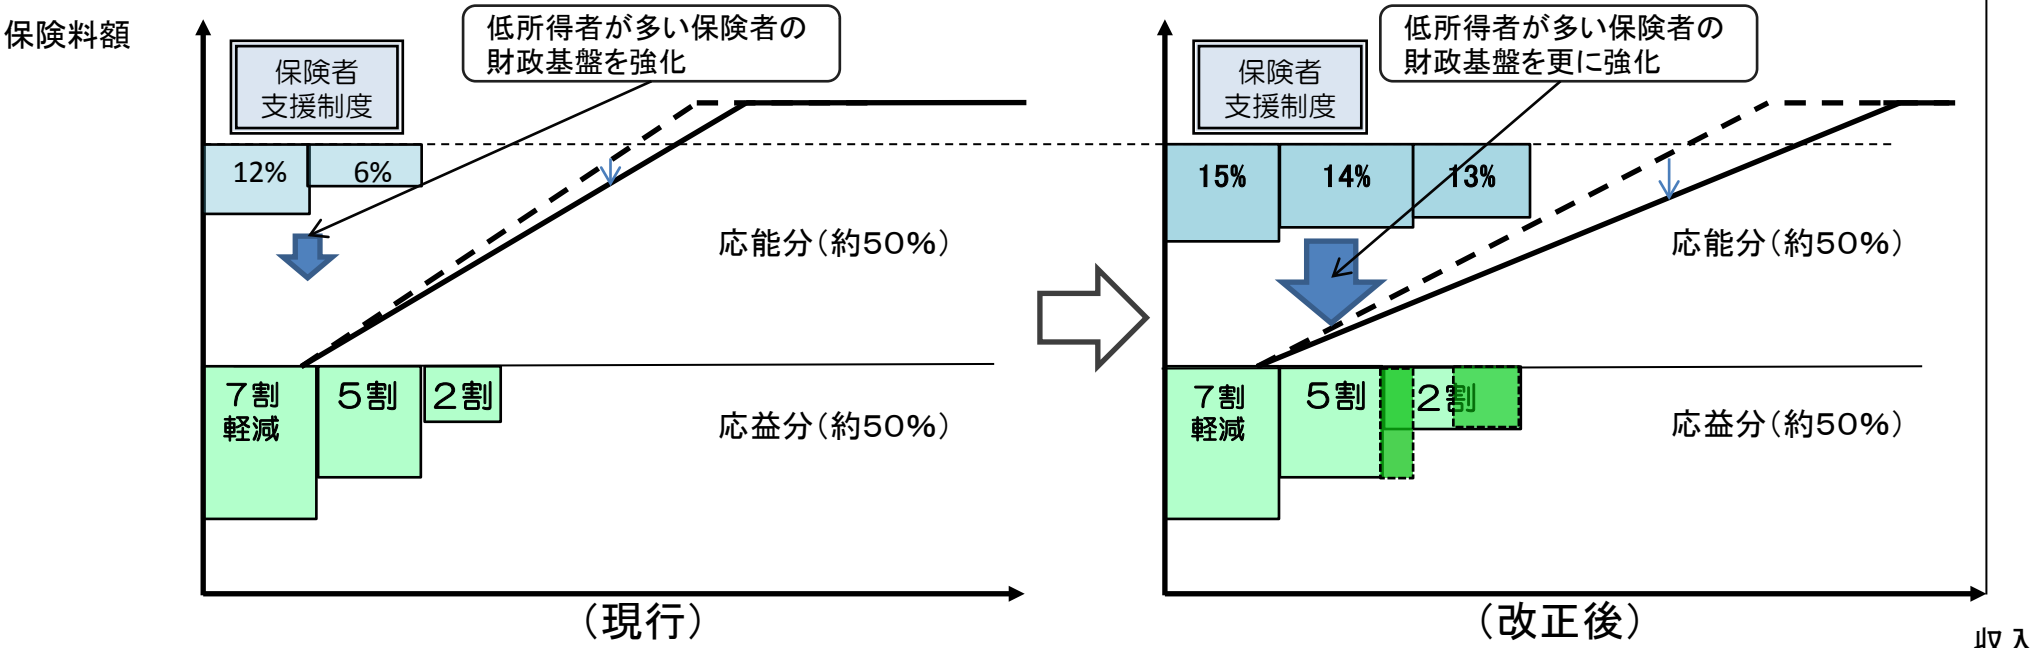 保険料額
保険者
支援制度
低所得者が多い保険者の
財政基盤を強化
12%
6%
応能分（約50％）
7割
軽減
5割
2割
応益分（約50％）
（現行）
保険者
支援制度
低所得者が多い保険者の
財政基盤を更に強化
15%
14%
13%
応能分（約50％）
7割
軽減
5割
2割
応益分（約50％）
（改正後）
収入